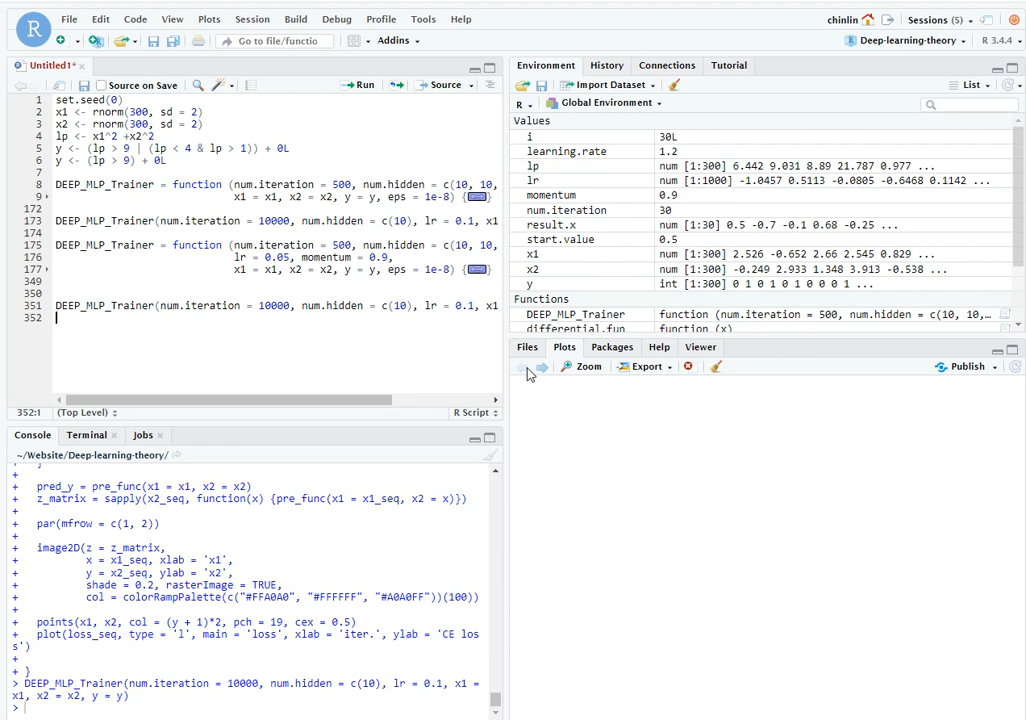 File Edit Code View Plots Session Build Debug Profile Tools Help
chinlin Sessions (5)
Go to file/functio Addins
Deep-learning-theory R 3.4.4
Untitled1*
Source on Save Run Source
1 set.seed(0)
2 x1 <- rnorm(300, sd = 2)
3 x2 <- rnorm(300, sd = 2)
4 lp <- x1^2 +x2^2
5 y <- (lp > 9 | (lp < 4 & lp > 1)) + 0L
6 y <- (lp > 9) + 0L
7
8 DEEP_MLP_Trainer = function (num.iteration = 500, num.hidden = c(10, 10,
9 x1 = x1, x2 = x2, y = y, eps = 1e-8) {
172
173 DEEP_MLP_Trainer(num.iteration = 10000, num.hidden = c(10), lr = 0.1, x1
174
175 DEEP_MLP_Trainer = function (num.iteration = 500, num.hidden = c(10, 10,
176 lr = 0.05, momentum = 0.9,
177 x1 = x1, x2 = x2, y = y, eps = 1e-8) {}
349
350
351 DEEP_MLP_Trainer(num.iteration = 10000, num.hidden = c(10), lr = 0.1, x1
352
352:1 (Top Level) R Script
Console Terminal Jobs
~/Website/Deep-learning-theory/
+ }
+
+ pred_y = pre_func(x1 = x1, x2 = x2)
+ z_matrix = sapply(x2_seq, function(x) {pre_func(x1 = x1_seq, x2 = x)})
+
+ par(mfrow = c(1, 2))
+
+ image2D(z = z_matrix,
+ x = x1_seq, xlab = 'x1',
+ y = x2_seq, ylab = 'x2',
+ shade = 0.2, rasterImage = TRUE,
+ col = colorRampPalette(c("#FFA0A0", "#FFFFFF", "#A0A0FF"))(100))
+
+ points(x1, x2, col = (y + 1)*2, pch = 19, cex = 0.5)
+ plot(loss_seq, type = 'l', main = 'loss', xlab = 'iter.', ylab = 'CE los
s')
+
+ }
> DEEP_MLP_Trainer(num.iteration = 10000, num.hidden = c(10), lr = 0.1, x1 =
x1, x2 = x2, y = y)
>
Environment History Connections Tutorial
Import Dataset List
R Global Environment
Values
i 30L
learning.rate 1.2
lp num [1:300] 6.442 9.031 8.89 21.787 0.977 ...
lr num [1:1000] -1.0457 0.5113 -0.0805 -0.6468 0.1142 ...
momentum 0.9
num.iteration 30
result.x num [1:30] 0.5 -0.7 -0.1 0.68 -0.25 ...
start.value 0.5
x1 num [1:300] 2.526 -0.652 2.66 2.545 0.829 ...
x2 num [1:300] -0.249 2.933 1.348 3.913 -0.538 ...
y int [1:300] 0 1 0 1 0 1 0 0 0 1 ...
Functions
DEEP_MLP_Trainer function (num.iteration = 500, num.hidden = c(10, 10,...
differential.fun function (x)
Files Plots Packages Help Viewer
Zoom Export Publish